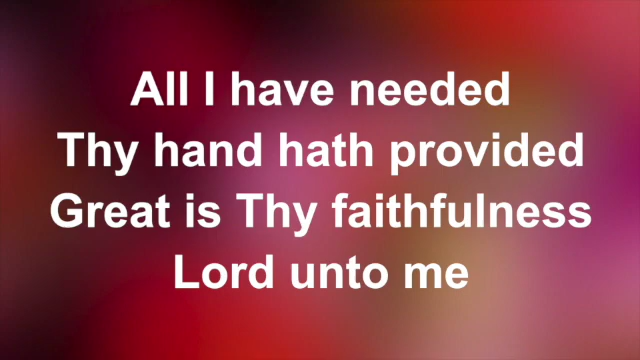 All I have needed
Thy hand hath provided
Great is Thy faithfulness
Lord unto me